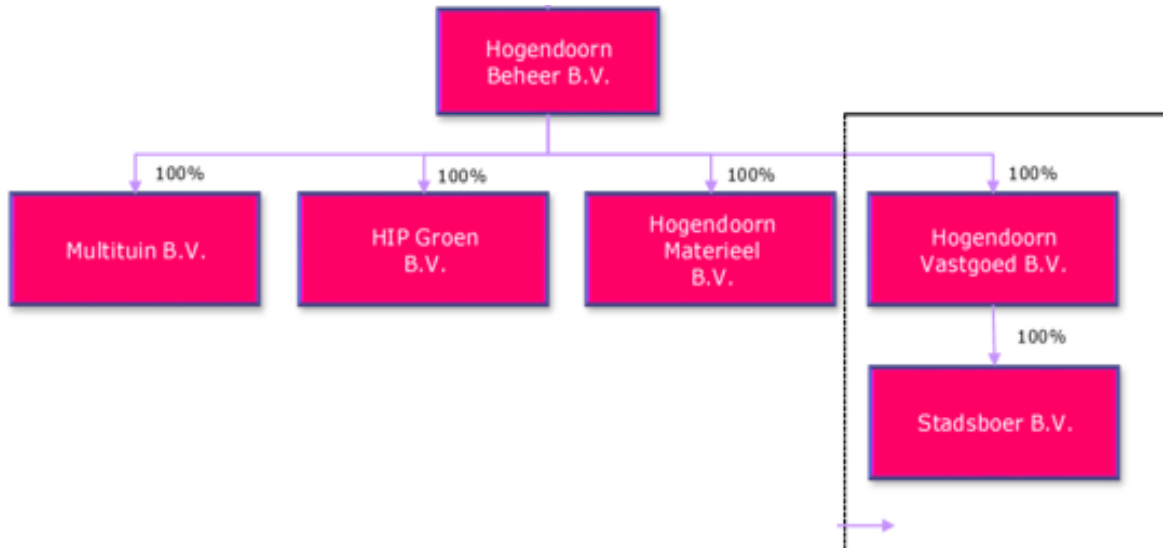 Hogendoorn
Beheer B.V.
100%
100%
100%
100%
Multituin B.V.
HIP Groen
B.V.
Hogendoorn
Materieel
B.V.
Hogendoorn
Vastgoed B.V.
100%
Stadsboer B.V.